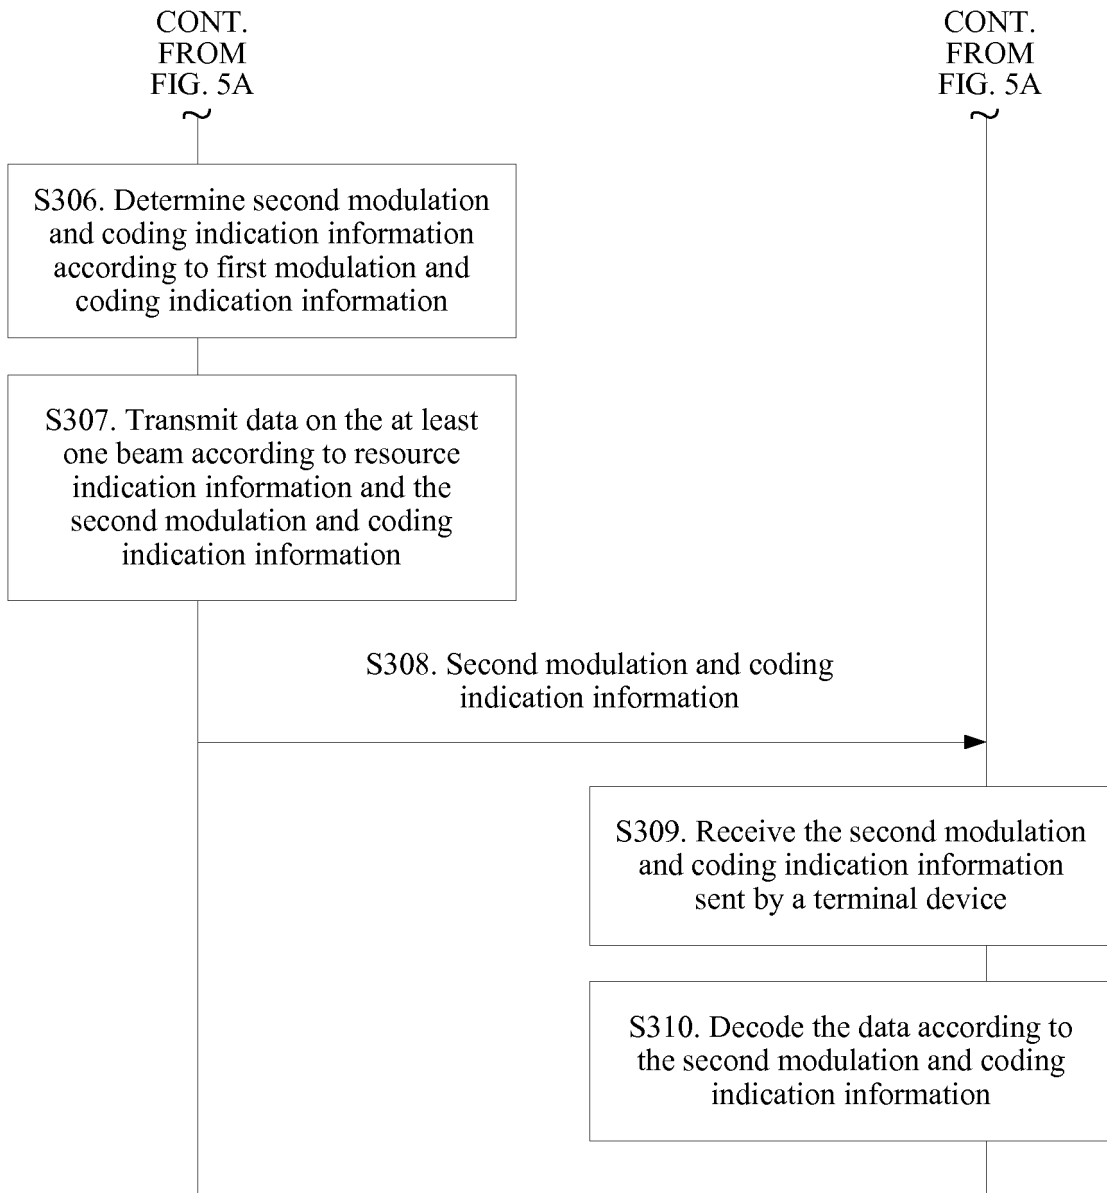 CONT.
FROM
FIG. 5A
CONT.
FROM
FIG. 5A
S306. Determine second modulation
and coding indication information
according to first modulation and
coding indication information
S307. Transmit data on the at least
one beam according to resource
indication information and the
second modulation and coding
indication information
S308. Second modulation and coding
indication information
S309. Receive the second modulation
and coding indication information
sent by a terminal device
S310. Decode the data according to
the second modulation and coding
indication information